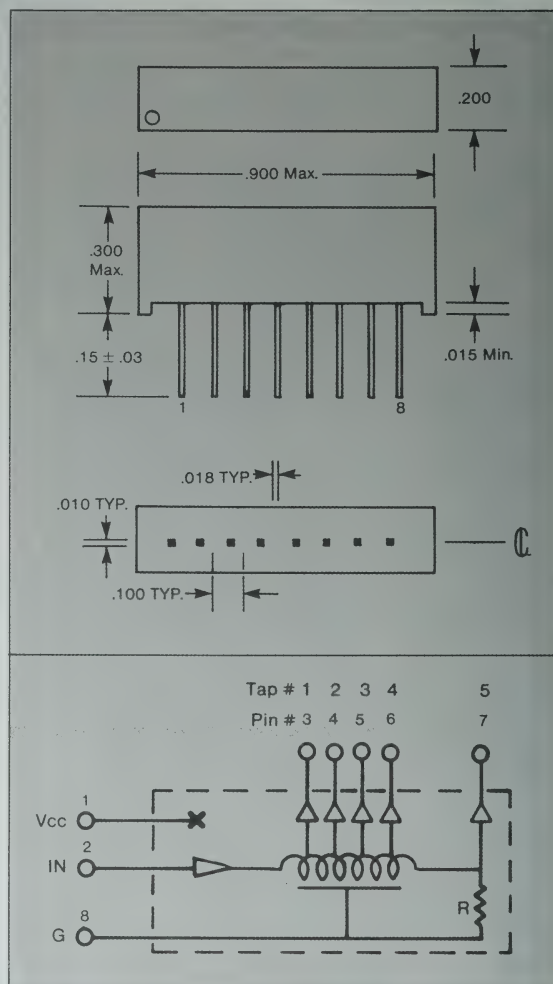 .200
.900 Max.
.300
Max.
.15 ± .03
.015 Min.
1
8
.018 TYP.
.010 TYP.
.100 TYP.
℄
Tap # 1 2 3 4 5
Pin # 3 4 5 6 7
1
Vcc
2
IN
8
G
R